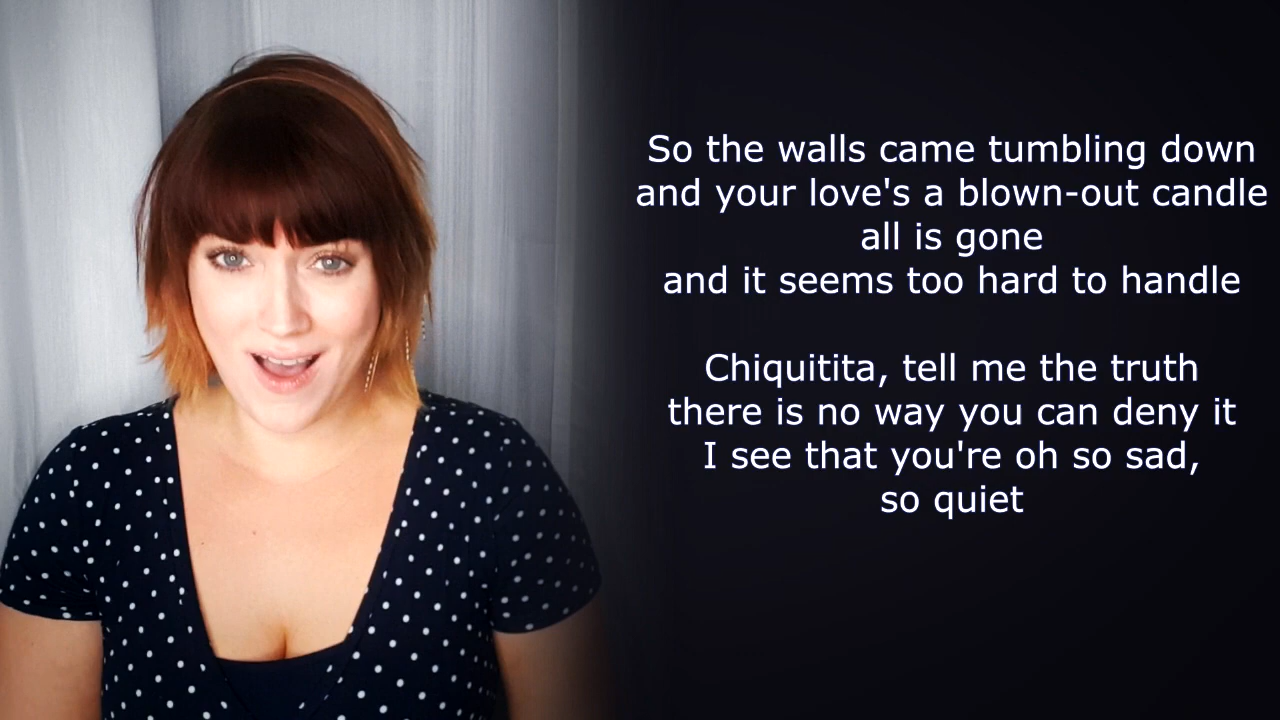 So the walls came tumbling down
and your love's a blown-out candle
all is gone
and it seems too hard to handle
Chiquitita, tell me the truth
there is no way you can deny it
I see that you're oh so sad,
so quiet